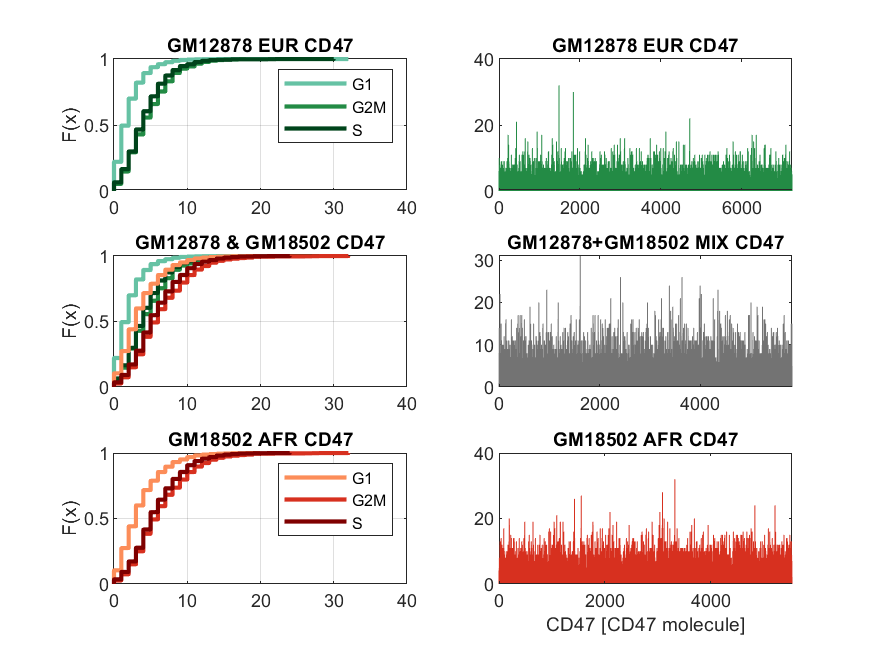 GM12878 EUR CD47
1
0.5
0
F(x)
0 10 20 30 40
G1
G2M
S
GM12878 EUR CD47
40
20
0
0 2000 4000 6000
GM12878 & GM18502 CD47
1
0.5
0
F(x)
0 10 20 30 40
GM12878+GM18502 MIX CD47
30
20
10
0
0 2000 4000
GM18502 AFR CD47
1
0.5
0
F(x)
0 10 20 30 40
G1
G2M
S
GM18502 AFR CD47
40
20
0
0 2000 4000
CD47 [CD47 molecule]